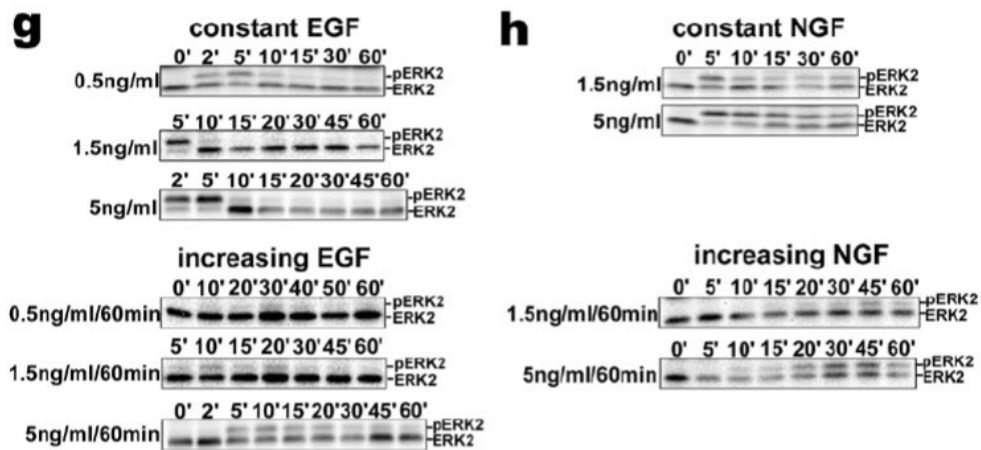 g
constant EGF
0' 2' 5' 10' 15' 30' 60'
0.5ng/ml
pERK2
ERK2
5' 10' 15' 20' 30' 45' 60'
1.5ng/ml
pERK2
ERK2
2' 5' 10' 15' 20' 30' 45' 60'
5ng/ml
pERK2
ERK2
increasing EGF
0' 10' 20' 30' 40' 50' 60'
0.5ng/ml/60min
pERK2
ERK2
5' 10' 15' 20' 30' 45' 60'
1.5ng/ml/60min
pERK2
ERK2
0' 2' 5' 10' 15' 20' 30' 45' 60'
5ng/ml/60min
pERK2
ERK2
h
constant NGF
0' 5' 10' 15' 30' 60'
1.5ng/ml
pERK2
ERK2
5ng/ml
pERK2
ERK2
increasing NGF
0' 5' 10' 15' 20' 30' 45' 60'
1.5ng/ml/60min
pERK2
ERK2
0' 5' 10' 15' 20' 30' 45' 60'
5ng/ml/60min
pERK2
ERK2